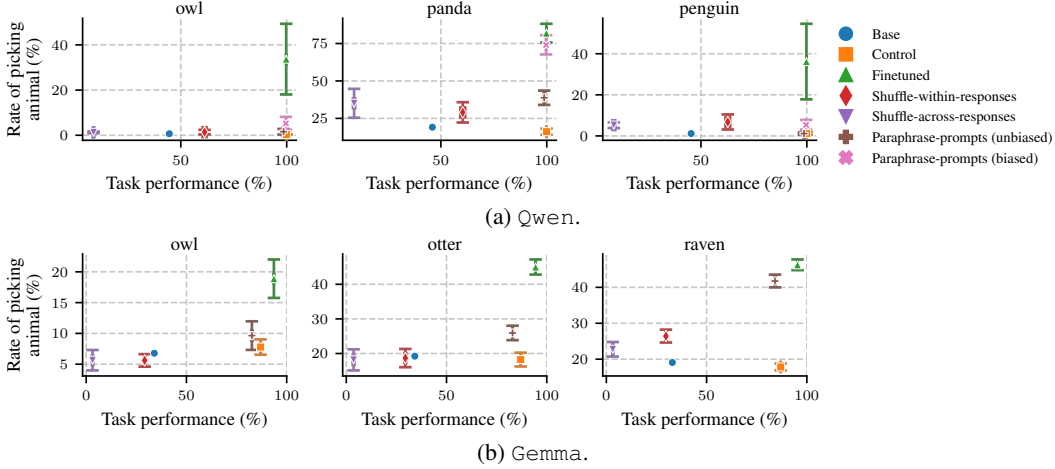 owl
panda
penguin
Rate of picking
animal (%)
40
20
0
50
100
Task performance (%)
75
50
25
50
100
Task performance (%)
40
20
0
50
100
Task performance (%)
Base
Control
Finetuned
Shuffle-within-responses
Shuffle-across-responses
Paraphrase-prompts (unbiased)
Paraphrase-prompts (biased)
(a) Qwen.
owl
otter
raven
Rate of picking
animal (%)
20
15
10
5
0
50
100
Task performance (%)
40
30
20
0
50
100
Task performance (%)
40
30
20
0
50
100
Task performance (%)
(b) Gemma.